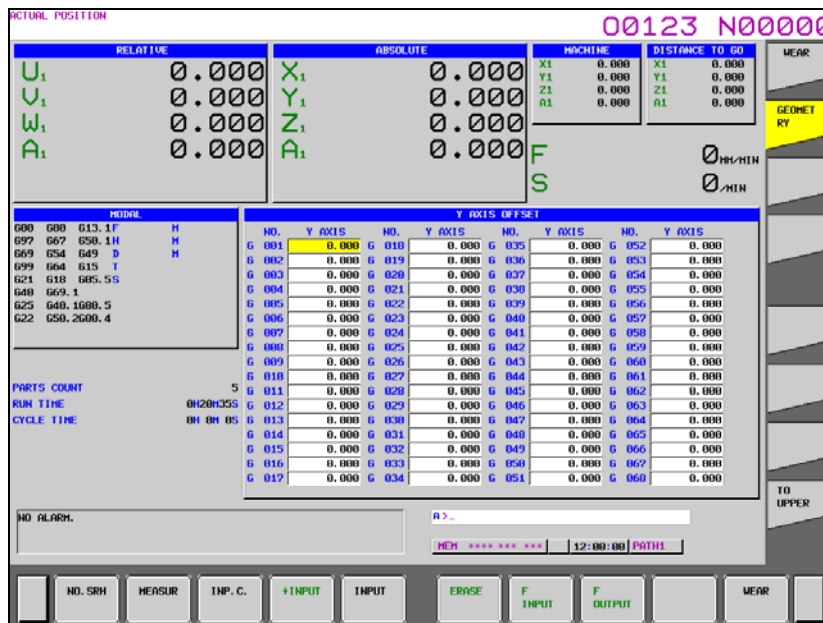 ACTUAL POSITION
O0123 N00000
RELATIVE
U1 0.000
V1 0.000
W1 0.000
A1 0.000
ABSOLUTE
X1 0.000
Y1 0.000
Z1 0.000
A1 0.000
MACHINE
X1 0.000
Y1 0.000
Z1 0.000
A1 0.000
DISTANCE TO GO
X1 0.000
Y1 0.000
Z1 0.000
A1 0.000
F 0MM/MIN
S 0/MIN
WEAR
GEOMET
RY
TO
UPPER
MODAL
G00 G80 G13.1F M
G97 G67 G50.1H M
G69 G54 G49 D M
G99 G64 G15 T
G21 G18 G05.5S
G40 G69.1
G25 G40.1G80.5
G22 G50.2G80.4
PARTS COUNT 5
RUN TIME 0H20M35S
CYCLE TIME 0H 0M 0S
Y AXIS OFFSET
NO. Y AXIS NO. Y AXIS NO. Y AXIS NO. Y AXIS
G 001 0.000 G 018 0.000 G 035 0.000 G 052 0.000
G 002 0.000 G 019 0.000 G 036 0.000 G 053 0.000
G 003 0.000 G 020 0.000 G 037 0.000 G 054 0.000
G 004 0.000 G 021 0.000 G 038 0.000 G 055 0.000
G 005 0.000 G 022 0.000 G 039 0.000 G 056 0.000
G 006 0.000 G 023 0.000 G 040 0.000 G 057 0.000
G 007 0.000 G 024 0.000 G 041 0.000 G 058 0.000
G 008 0.000 G 025 0.000 G 042 0.000 G 059 0.000
G 009 0.000 G 026 0.000 G 043 0.000 G 060 0.000
G 010 0.000 G 027 0.000 G 044 0.000 G 061 0.000
G 011 0.000 G 028 0.000 G 045 0.000 G 062 0.000
G 012 0.000 G 029 0.000 G 046 0.000 G 063 0.000
G 013 0.000 G 030 0.000 G 047 0.000 G 064 0.000
G 014 0.000 G 031 0.000 G 048 0.000 G 065 0.000
G 015 0.000 G 032 0.000 G 049 0.000 G 066 0.000
G 016 0.000 G 033 0.000 G 050 0.000 G 067 0.000
G 017 0.000 G 034 0.000 G 051 0.000 G 068 0.000
NO ALARM.
A>_
MEM **** *** *** 12:00:00 PATH1
NO.SRH MEASUR INP.C. +INPUT INPUT ERASE F INPUT F OUTPUT WEAR